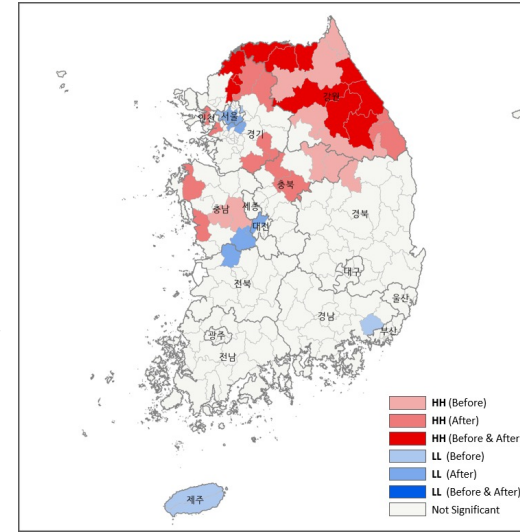 강원
서울
인천
경기
충북
충남
세종
대전
경북
전북
대구
울산
경남
부산
광주
전남
제주
HH (Before)
HH (After)
HH (Before & After
LL (Before)
LL (After)
LL (Before & After)
Not Significant